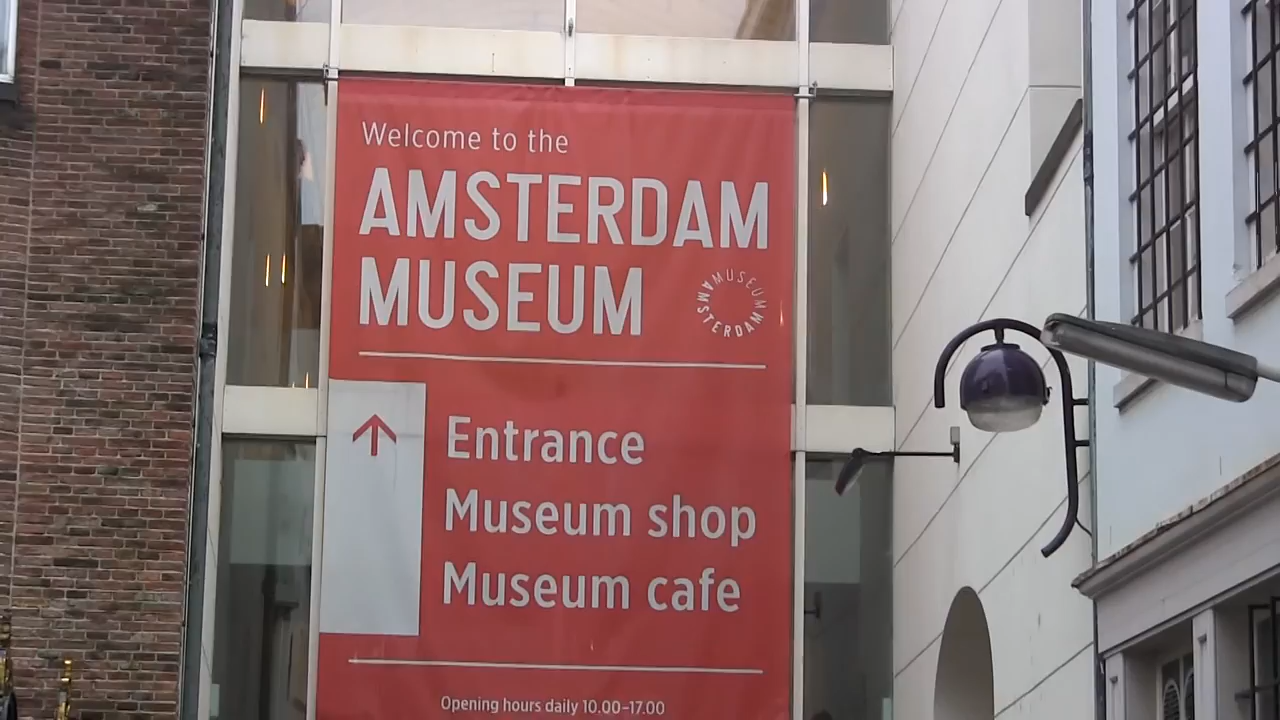 Welcome to the
AMSTERDAM
MUSEUM
AMSTERDAM MUSEUM
Entrance
Museum shop
Museum cafe
Opening hours daily 10.00-17.00